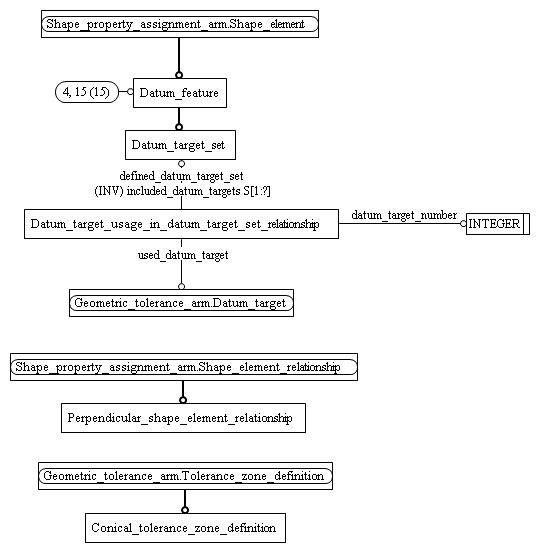 Shape_property_assignment_arm.Shape_element
4, 15 (15)
Datum_feature
Datum_target_set
defined_datum_target_set
(INV) included_datum_targets S[1:?]
Datum_target_usage_in_datum_target_set_relationship
datum_target_number
INTEGER
used_datum_target
Geometric_tolerance_arm.Datum_target
Shape_property_assignment_arm.Shape_element_relationship
Perpendicular_shape_element_relationship
Geometric_tolerance_arm.Tolerance_zone_definition
Conical_tolerance_zone_definition